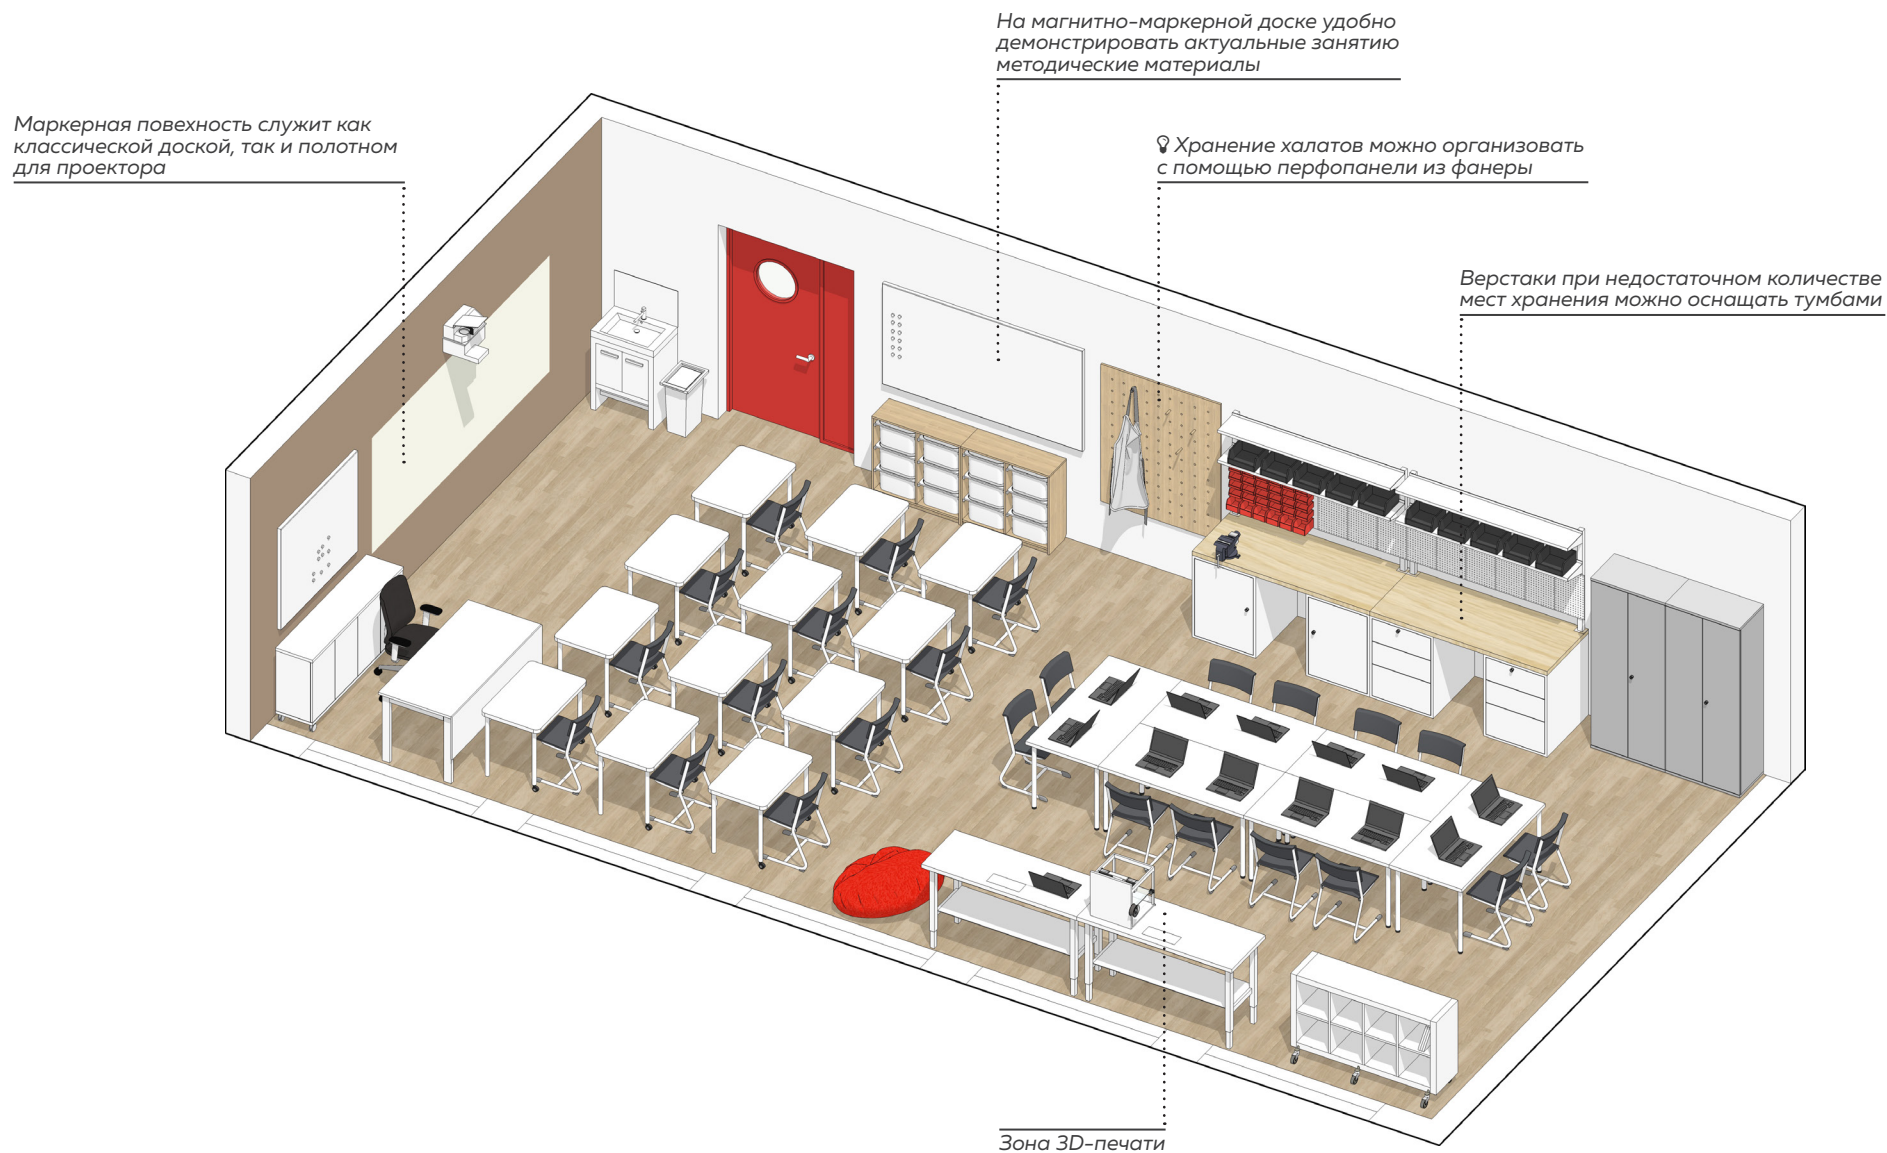 На магнитно-маркерной доске удобно
демонстрировать актуальные занятию
методические материалы
Маркерная повехность служит как
классической доской, так и полотном
для проектора
Хранение халатов можно организовать
с помощью перфопанели из фанеры
Верстаки при недостаточном количестве
мест хранения можно оснащать тумбами
Зона 3D-печати